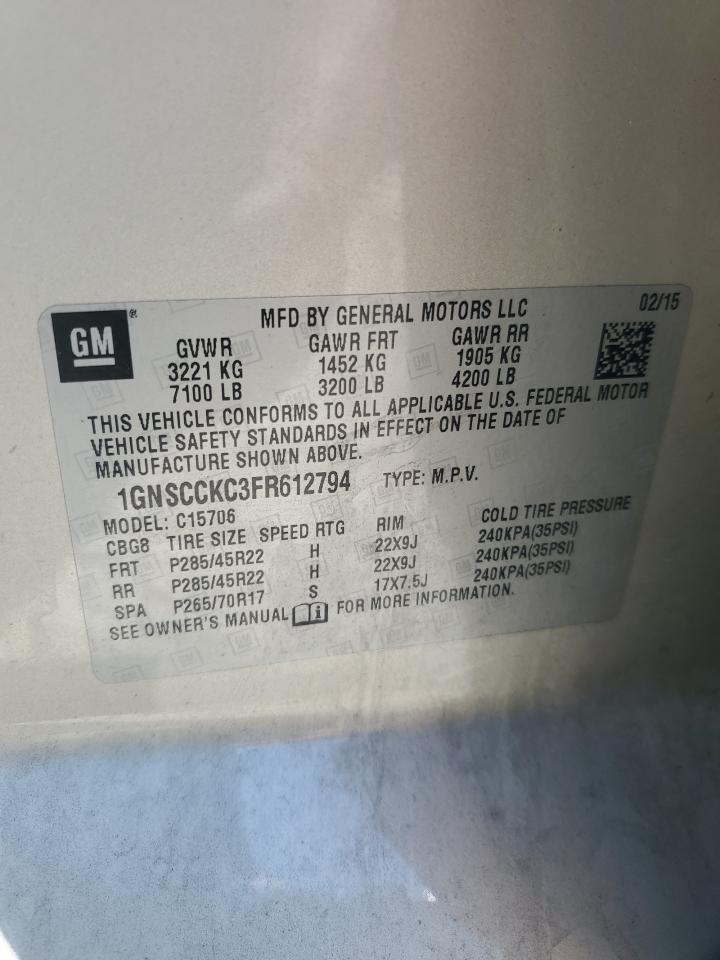 GM ®
MFD BY GENERAL MOTORS LLC 02/15
GVWR GAWR FRT GAWR RR
3221 KG 1452 KG 1905 KG
7100 LB 3200 LB 4200 LB
THIS VEHICLE CONFORMS TO ALL APPLICABLE U.S. FEDERAL MOTOR
VEHICLE SAFETY STANDARDS IN EFFECT ON THE DATE OF
MANUFACTURE SHOWN ABOVE.
1GNSCCKC3FR612794 TYPE: M.P.V.
MODEL: C15706
CBG8 TIRE SIZE SPEED RTG RIM COLD TIRE PRESSURE
FRT P285/45R22 H 22X9J 240KPA(35PSI)
RR P285/45R22 H 22X9J 240KPA(35PSI)
SPA P265/70R17 S 17X7.5J 240KPA(35PSI)
SEE OWNER'S MANUAL i FOR MORE INFORMATION.